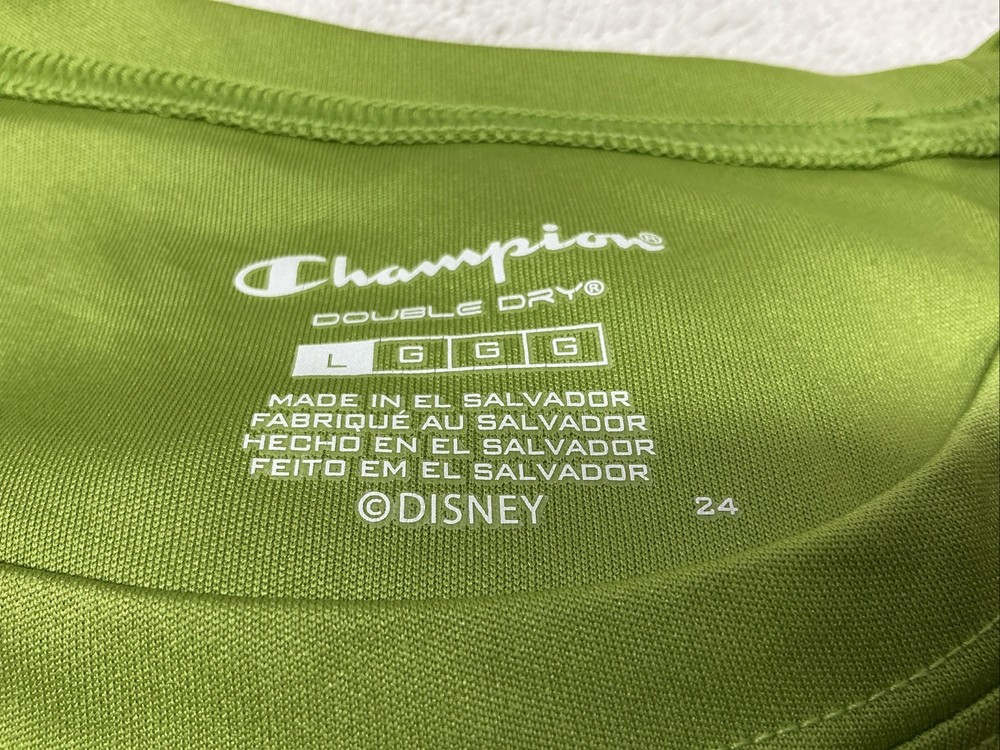 Champion®
DOUBLE DRY®
L G G G
MADE IN EL SALVADOR
FABRIQUÉ AU SALVADOR
HECHO EN EL SALVADOR
FEITO EM EL SALVADOR
©DISNEY 24